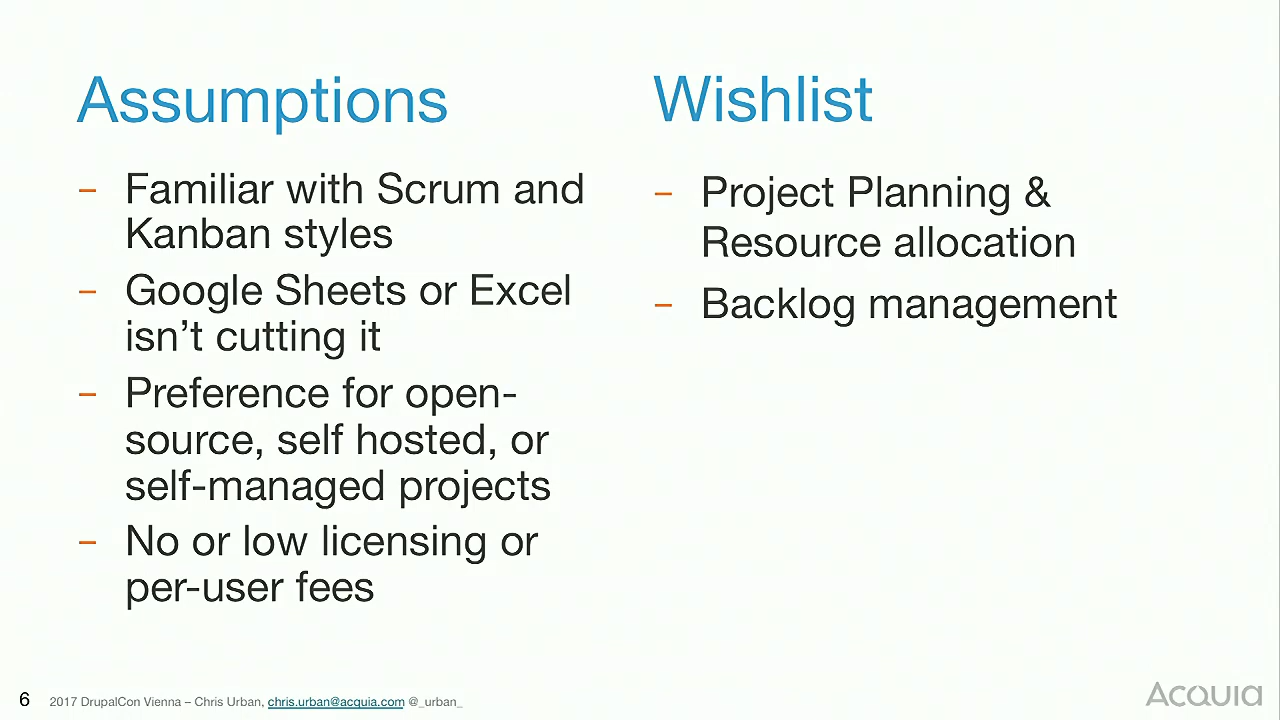 Assumptions
– Familiar with Scrum and
Kanban styles
– Google Sheets or Excel
isn’t cutting it
– Preference for open-
source, self hosted, or
self-managed projects
– No or low licensing or
per-user fees
Wishlist
– Project Planning &
Resource allocation
– Backlog management
6 2017 DrupalCon Vienna – Chris Urban, chris.urban@acquia.com @_urban_
Acquia